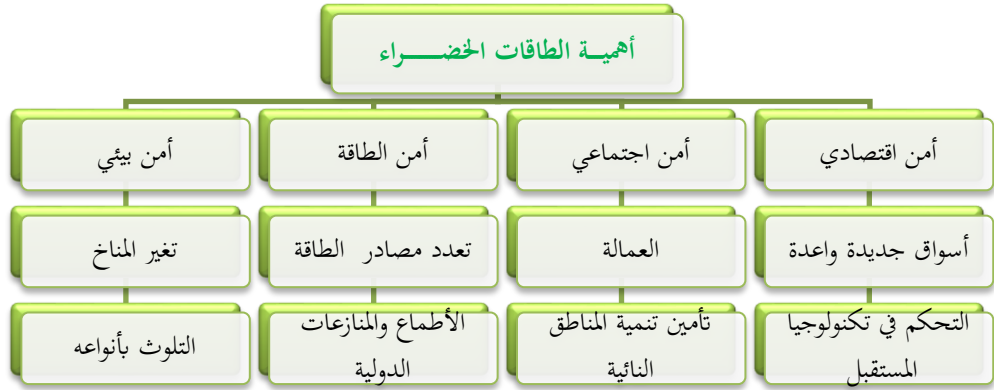 أهميـة الطاقات الخضـــــراء
أمن اقتصادي
أمن اجتماعي
أمن الطاقة
أمن بيئي
أسواق جديدة واعدة
العمالة
تعدد مصادر الطاقة
تغير المناخ
التحكم في تكنولوجيا
المستقبل
تأمين تنمية المناطق
النائية
الأطماع والمنازعات
الدولية
التلوث بأنواعه